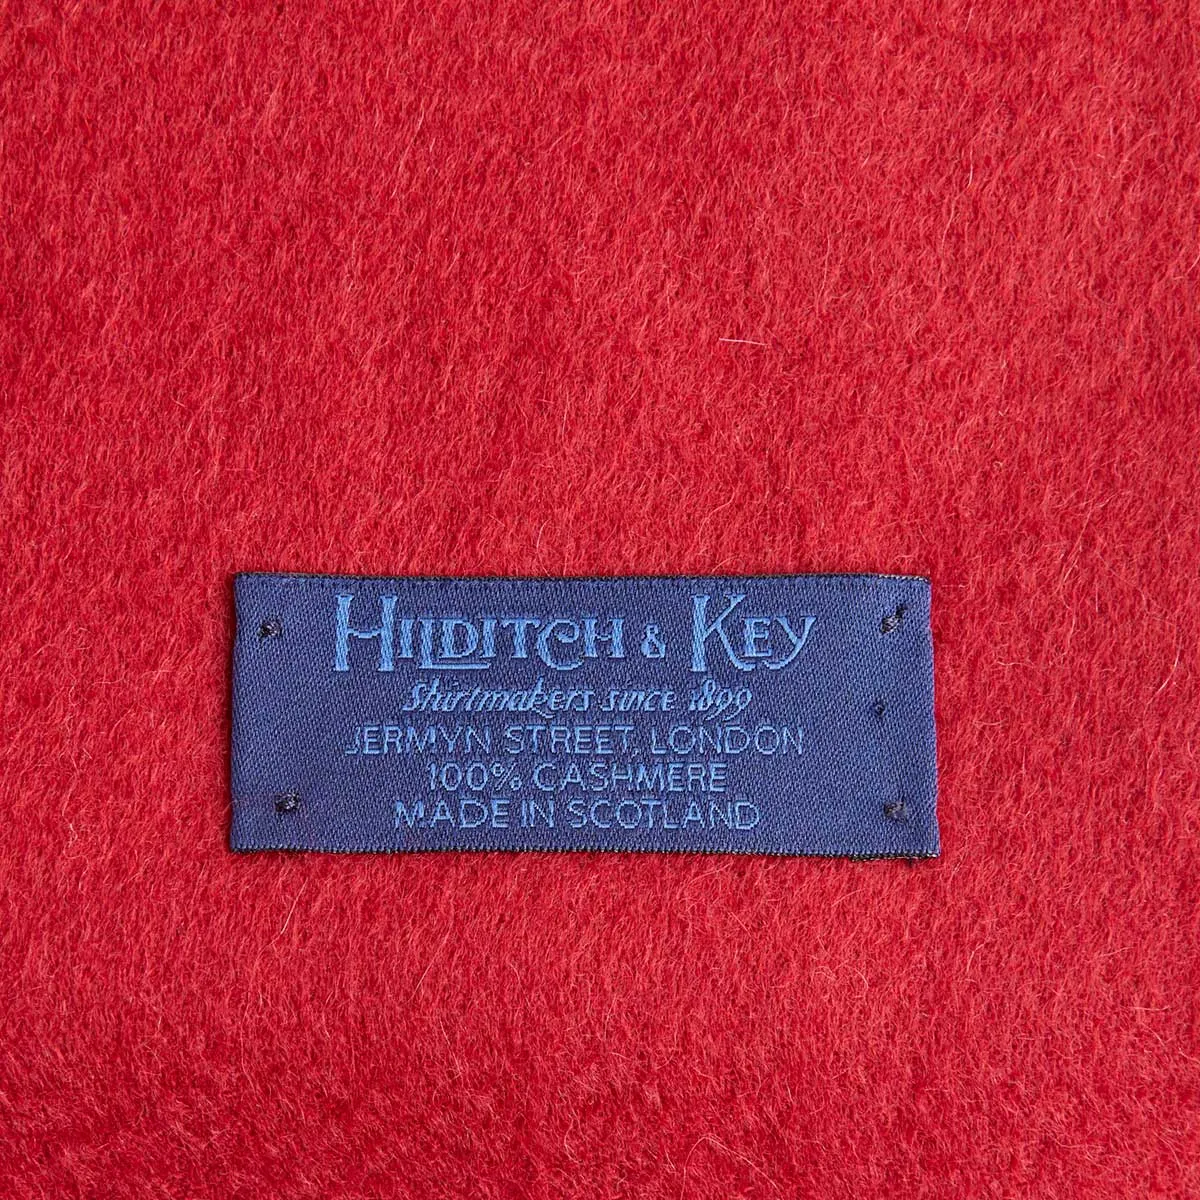 HILDITCH & KEY
Shirtmakers since 1899
JERMYN STREET, LONDON
100% CASHMERE
MADE IN SCOTLAND